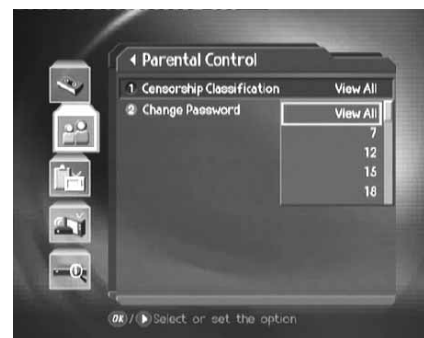 Parental Control
1 Censorship Classification View All
2 Change Password View All
7
12
15
18
OK / Select or set the option